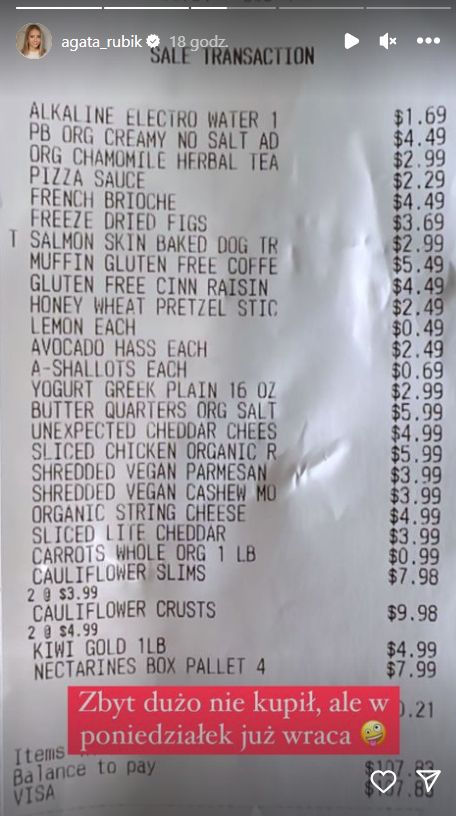 agata_rubik 18 godz.
SALE TRANSACTION
ALKALINE ELECTRO WATER 1 $1.69
PB ORG CREAMY NO SALT AD $4.49
ORG CHAMOMILE HERBAL TEA $2.99
PIZZA SAUCE $2.29
FRENCH BRIOCHE $4.49
FREEZE DRIED FIGS $3.69
T SALMON SKIN BAKED DOG TR $2.99
MUFFIN GLUTEN FREE COFFE $5.49
GLUTEN FREE CINN RAISIN $4.49
HONEY WHEAT PRETZEL STIC $2.49
LEMON EACH $0.49
AVOCADO HASS EACH $2.49
A-SHALLOTS EACH $0.69
YOGURT GREEK PLAIN 16 OZ $2.99
BUTTER QUARTERS ORG SALT $5.99
UNEXPECTED CHEDDAR CHEES $4.99
SLICED CHICKEN ORGANIC R $5.99
SHREDDED VEGAN PARMESAN $3.99
SHREDDED VEGAN CASHEW MO $3.99
ORGANIC STRING CHEESE $4.99
SLICED LITE CHEDDAR $3.99
CARROTS WHOLE ORG 1 LB $0.99
CAULIFLOWER SLIMS $7.98
2 @ $3.99
CAULIFLOWER CRUSTS $9.98
2 @ $4.99
KIWI GOLD 1LB $4.99
NECTARINES BOX PALLET 4 $7.99
Zbyt dużo nie kupił, ale w
poniedziałek już wraca
.21
Items
Balance to pay
VISA